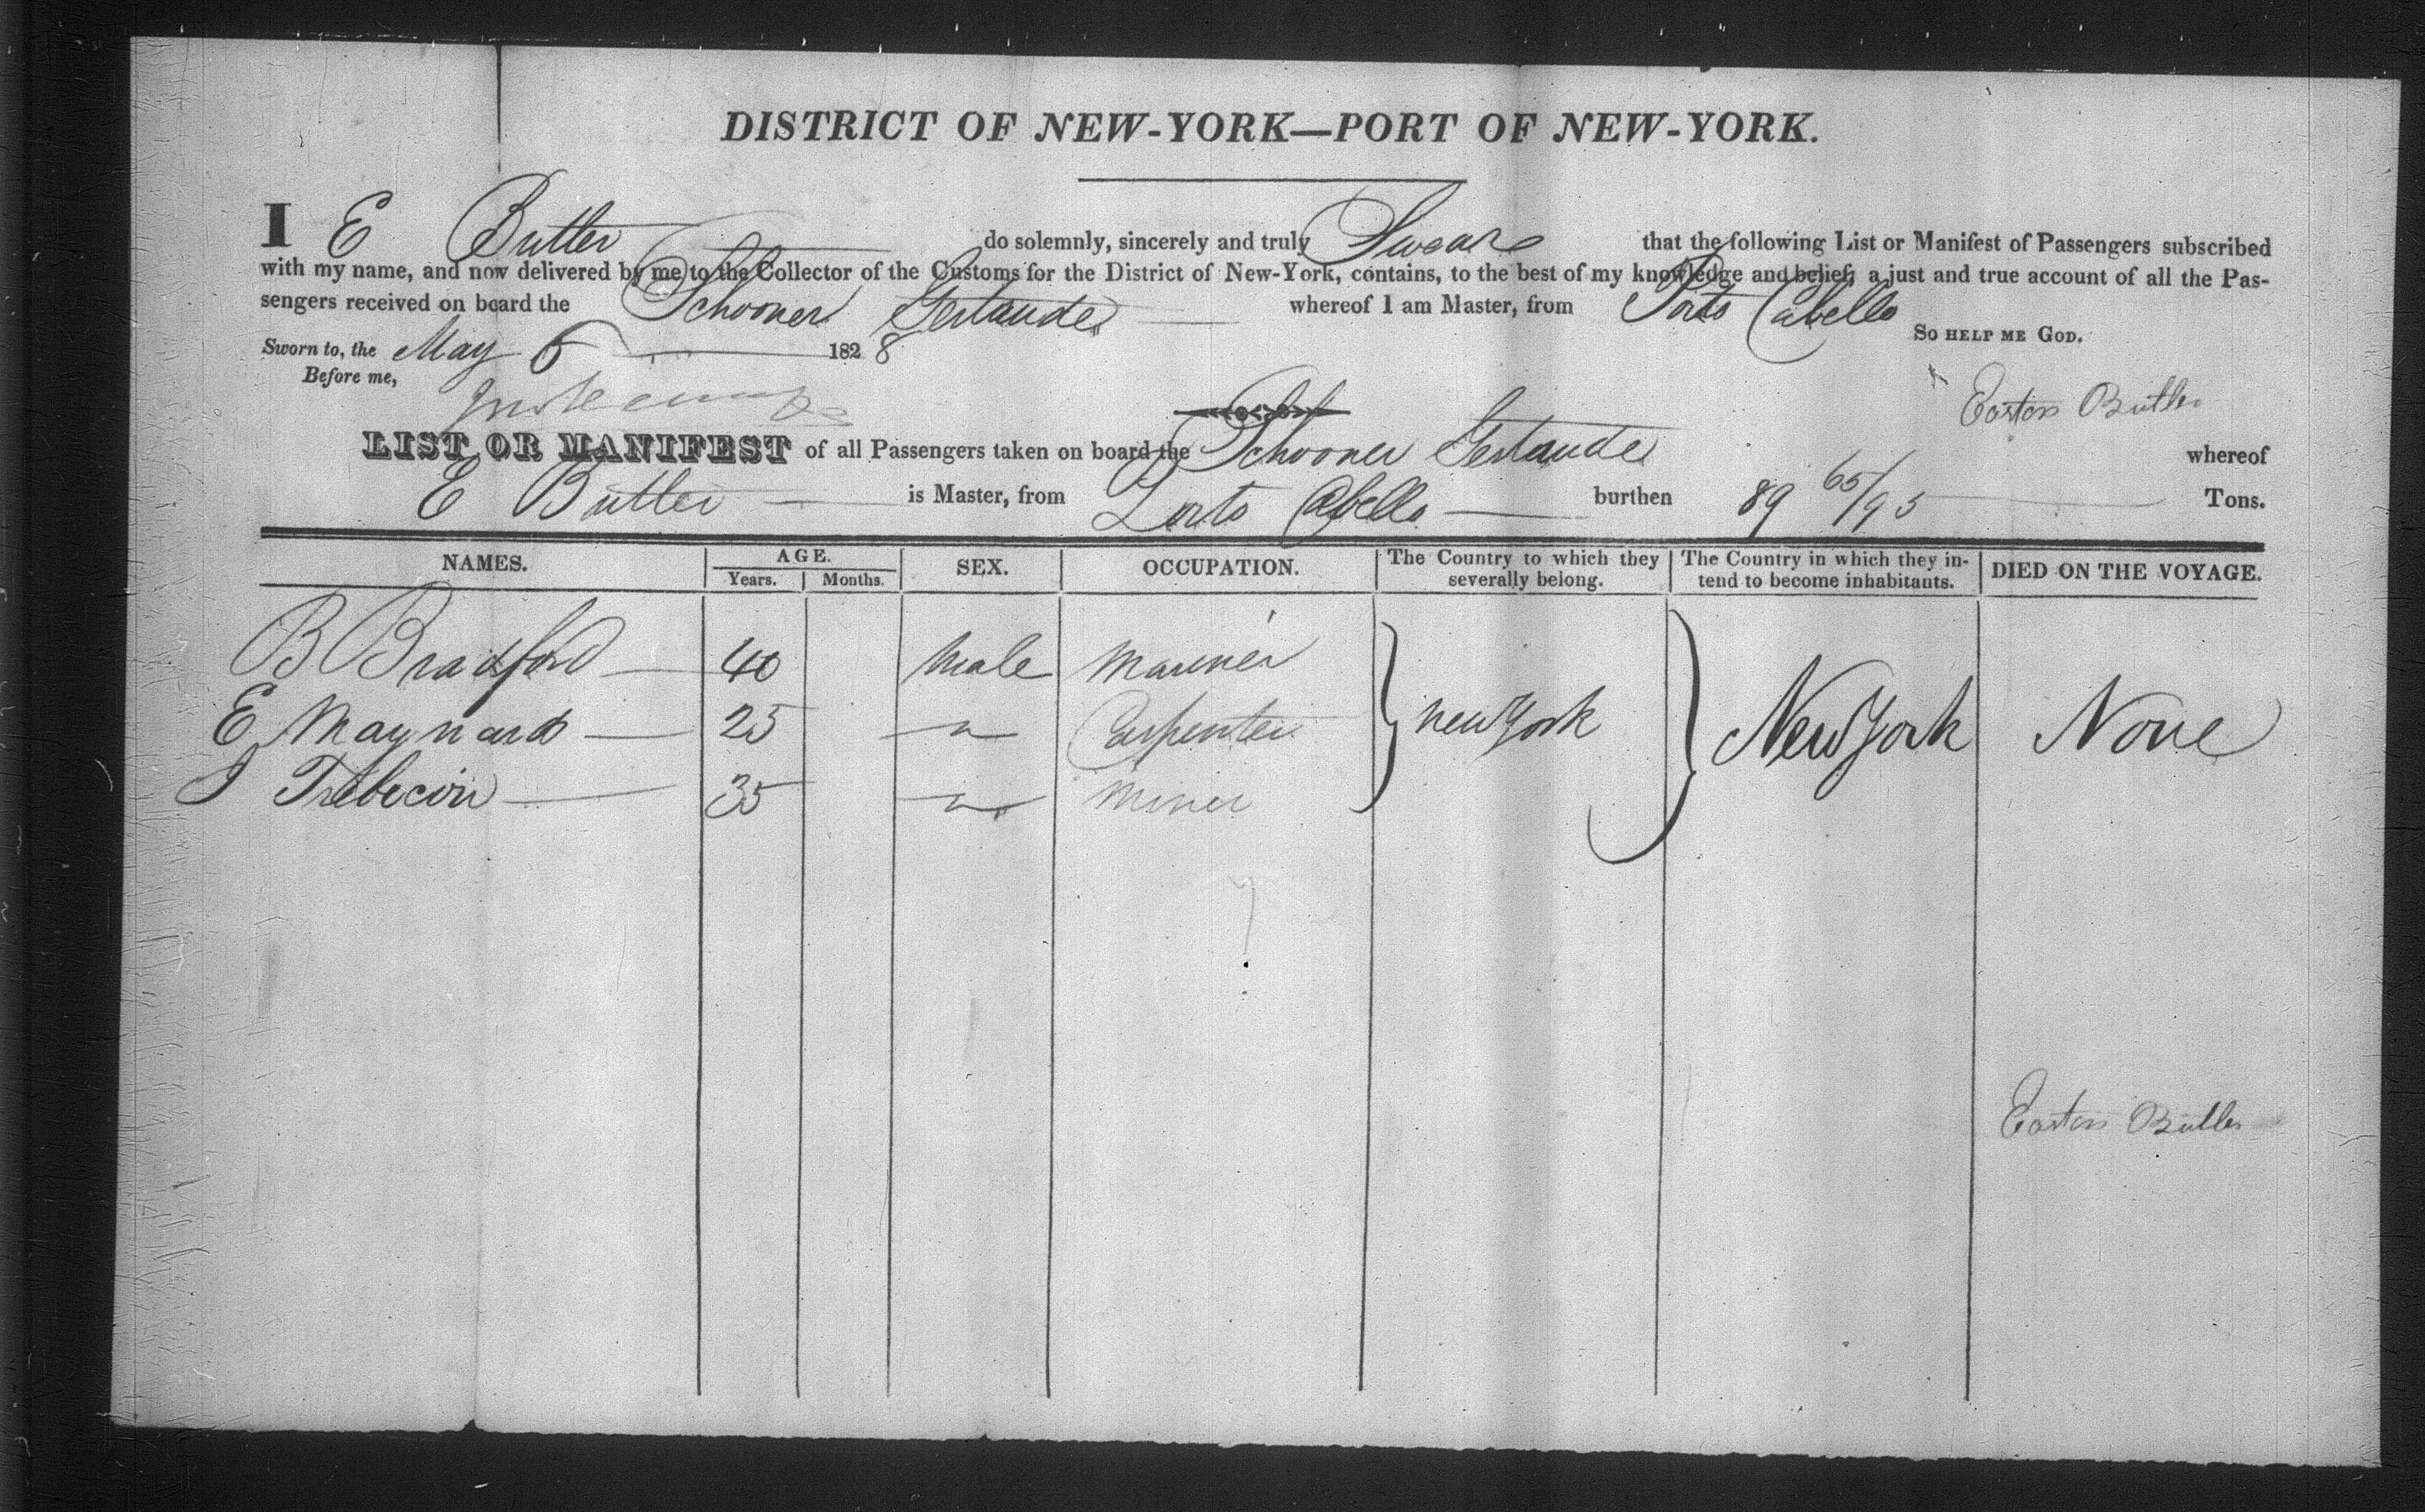 DISTRICT OF NEW-YORK—PORT OF NEW-YORK.
I E Butler do solemnly, sincerely and truly Swear that the following List or Manifest of Passengers subscribed
with my name, and now delivered by me to the Collector of the Customs for the District of New-York, contains, to the best of my knowledge and belief, a just and true account of all the Pas-
sengers received on board the Schooner Gertaude whereof I am Master, from Porto Cabello
So help me God.
Sworn to, the May 6 1828
Before me,
Easton Butler
LIST OR MANIFEST of all Passengers taken on board the Schooner Gertaude whereof
E Butler is Master, from Porto Cabello burthen 89 65/95 Tons.
NAMES. AGE. SEX. OCCUPATION. The Country to which they severally belong. The Country in which they in-tend to become inhabitants. DIED ON THE VOYAGE.
Years. Months.
B Bradford 40 Male Mariner
E Maynard 25 " Carpenter New York New York None
J 35 " Miner
Easton Butler